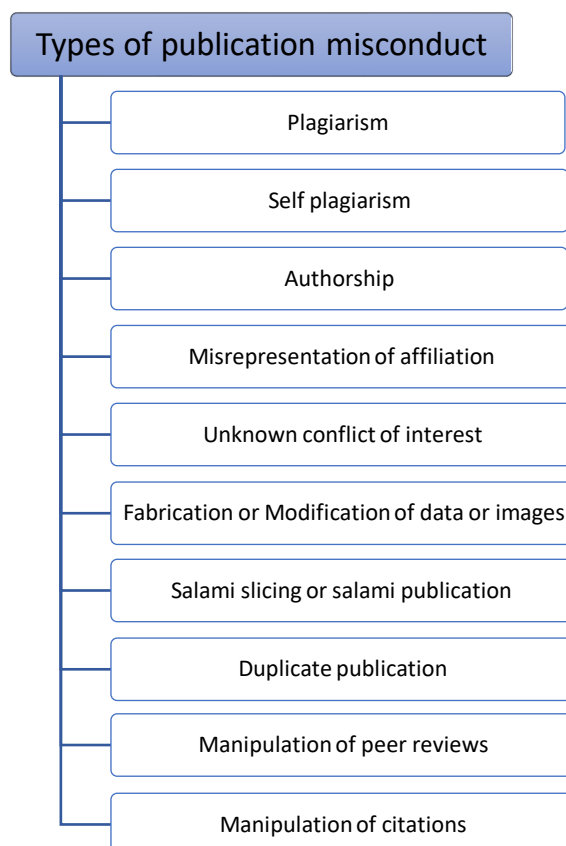 Types of publication misconduct
Plagiarism
Self plagiarism
Authorship
Misrepresentation of affiliation
Unknown conflict of interest
Fabrication or Modification of data or images
Salami slicing or salami publication
Duplicate publication
Manipulation of peer reviews
Manipulation of citations